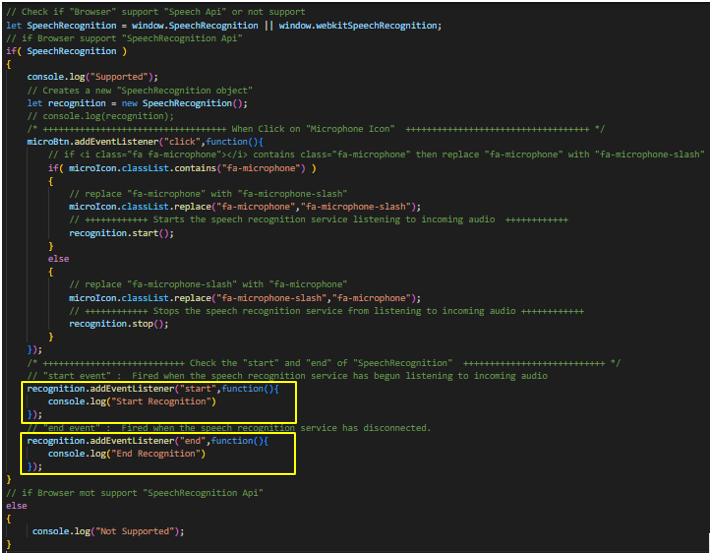 // Check if "Browser" support "Speech Api" or not support
let SpeechRecognition = window.SpeechRecognition || window.webkitSpeechRecognition;
// if Browser support "SpeechRecognition Api"
if( SpeechRecognition )
{
console.log("Supported");
// Creates a new "SpeechRecognition object"
let recognition = new SpeechRecognition();
// console.log(recognition);
/* +++++++++++++++++++++++++++++++++++ When Click on "Microphone Icon" +++++++++++++++++++++++++++++++++++ */
microBtn.addEventListener("click",function(){
// if <i class="fa fa-microphone"></i> contains class="fa-microphone" then replace "fa-microphone" with "fa-microphone-slash"
if( microIcon.classList.contains("fa-microphone") )
{
// replace "fa-microphone" with "fa-microphone-slash"
microIcon.classList.replace("fa-microphone","fa-microphone-slash");
// ++++++++++++ Starts the speech recognition service listening to incoming audio ++++++++++++
recognition.start();
}
else
{
// replace "fa-microphone-slash" with "fa-microphone"
microIcon.classList.replace("fa-microphone-slash","fa-microphone");
// ++++++++++++ Stops the speech recognition service from listening to incoming audio ++++++++++++
recognition.stop();
}
});
/* +++++++++++++++++++++++++++ Check the "start" and "end" of "SpeechRecognition" +++++++++++++++++++++++++++ */
// "start event" : Fired when the speech recognition service has begun listening to incoming audio
recognition.addEventListener("start",function(){
console.log("Start Recognition")
});
// "end event" : Fired when the speech recognition service has disconnected.
recognition.addEventListener("end",function(){
console.log("End Recognition")
});
}
// if Browser mot support "SpeechRecognition Api"
else
{
console.log("Not Supported");
}